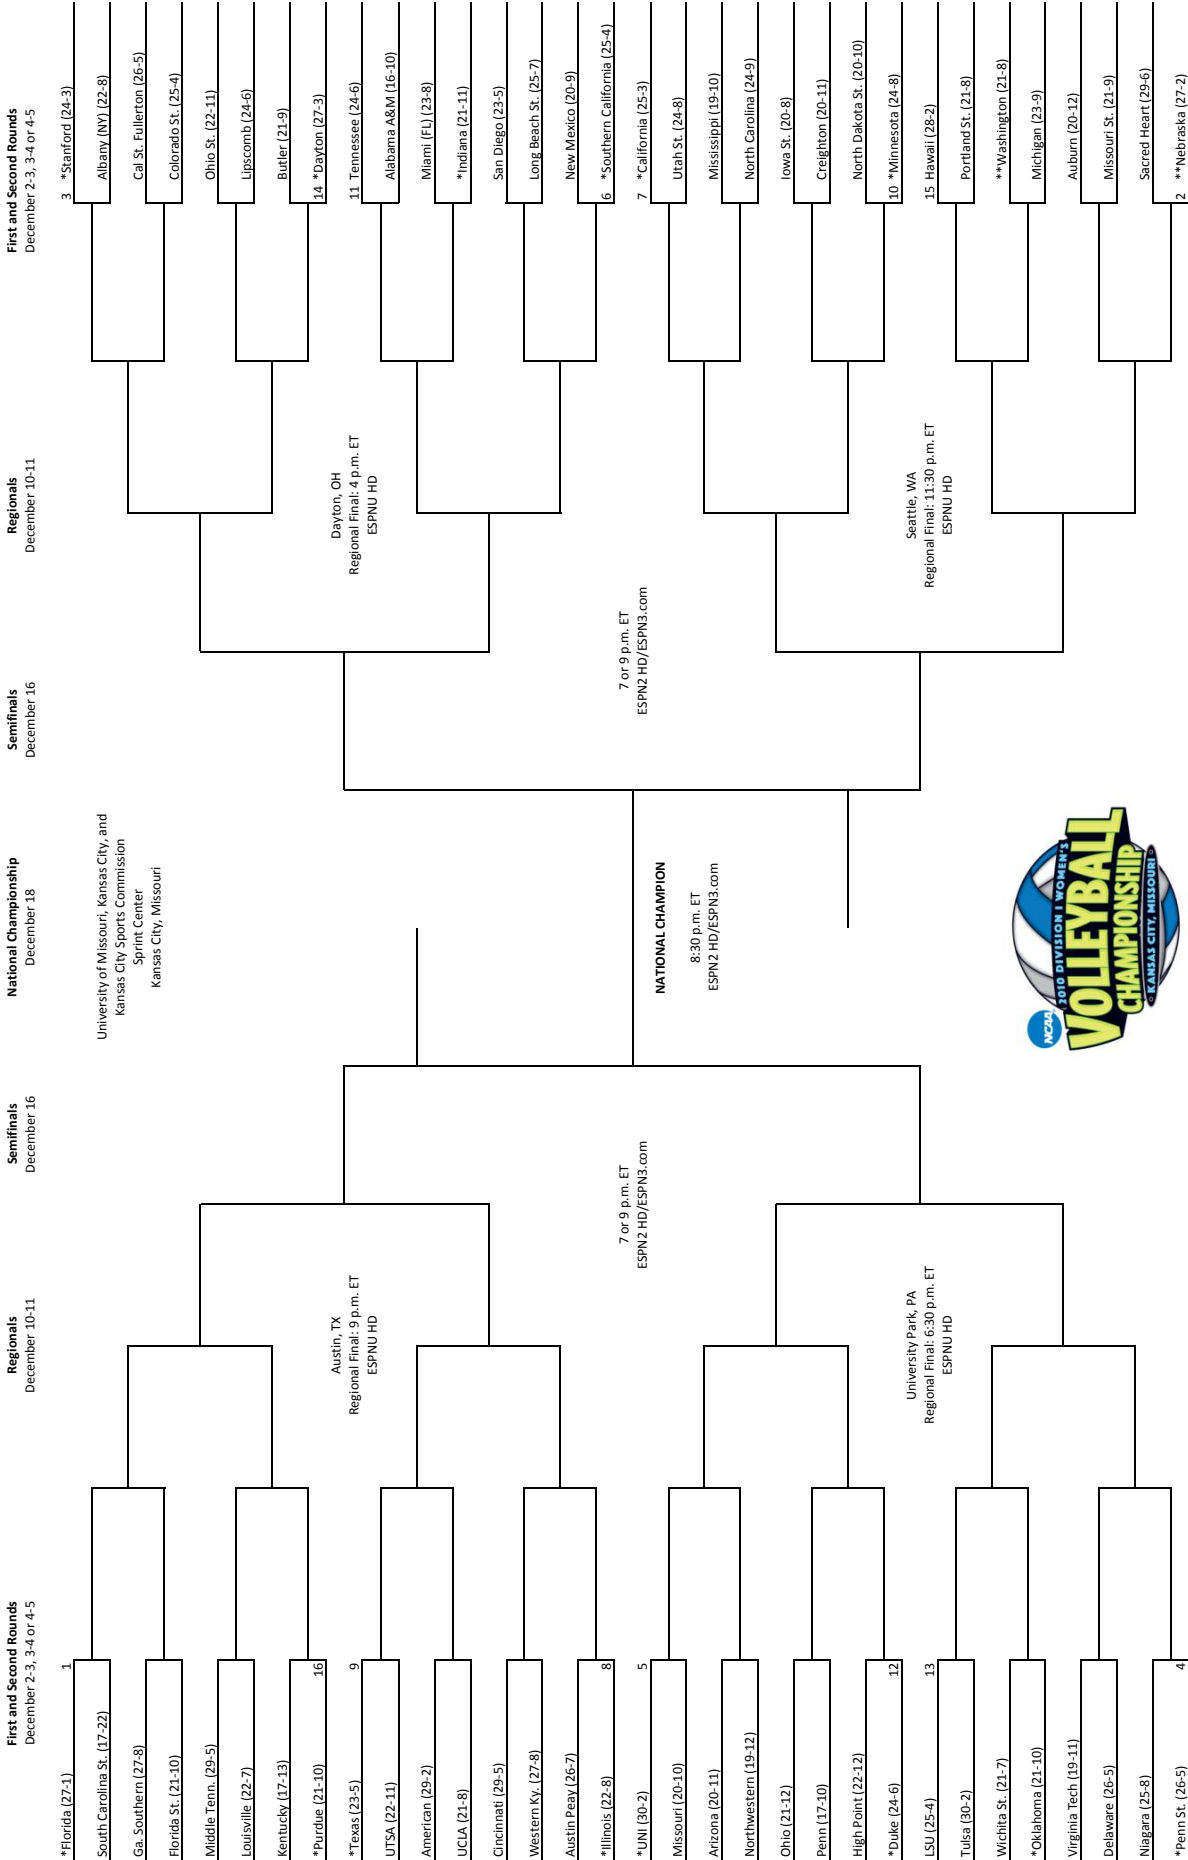 First and Second Rounds
December 2-3, 3-4 or 4-5
Regionals
December 10-11
Semifinals
December 16
National Championship
December 18
Semifinals
December 16
Regionals
December 10-11
First and Second Rounds
December 2-3, 3-4 or 4-5
*Florida (27-1)
1
South Carolina St. (17-22)
Ga. Southern (27-8)
Florida St. (21-10)
Middle Tenn. (29-5)
Louisville (22-7)
Kentucky (17-13)
*Purdue (21-10)
16
*Texas (23-5)
9
UTSA (22-11)
American (29-2)
UCLA (21-8)
Cincinnati (29-5)
Western Ky. (27-8)
Austin Peay (26-7)
*Illinois (22-8)
8
*UNI (30-2)
5
Missouri (20-10)
Arizona (20-11)
Northwestern (19-12)
Ohio (21-12)
Penn (17-10)
High Point (22-12)
*Duke (24-6)
12
LSU (25-4)
13
Tulsa (30-2)
Wichita St. (21-7)
*Oklahoma (21-10)
Virginia Tech (19-11)
Delaware (26-5)
Niagara (25-8)
*Penn St. (26-5)
4
Austin, TX
Regional Final: 9 p.m. ET
ESPNU HD
University Park, PA
Regional Final: 6:30 p.m. ET
ESPNU HD
7 or 9 p.m. ET
ESPN2 HD/ESPN3.com
University of Missouri, Kansas City, and
Kansas City Sports Commission
Sprint Center
Kansas City, Missouri
NATIONAL CHAMPION
8:30 p.m. ET
ESPN2 HD/ESPN3.com
NCAA
2010 DIVISION I WOMEN'S
VOLLEYBALL
CHAMPIONSHIP
KANSAS CITY, MISSOURI
7 or 9 p.m. ET
ESPN2 HD/ESPN3.com
Dayton, OH
Regional Final: 4 p.m. ET
ESPNU HD
Seattle, WA
Regional Final: 11:30 p.m. ET
ESPNU HD
3 *Stanford (24-3)
Albany (NY) (22-8)
Cal St. Fullerton (26-5)
Colorado St. (25-4)
Ohio St. (22-11)
Lipscomb (24-6)
Butler (21-9)
14 *Dayton (27-3)
11 Tennessee (24-6)
Alabama A&M (16-10)
Miami (FL) (23-8)
*Indiana (21-11)
San Diego (23-5)
Long Beach St. (25-7)
New Mexico (20-9)
6 *Southern California (25-4)
7 *California (25-3)
Utah St. (24-8)
Mississippi (19-10)
North Carolina (24-9)
Iowa St. (20-8)
Creighton (20-11)
North Dakota St. (20-10)
10 *Minnesota (24-8)
15 Hawaii (28-2)
Portland St. (21-8)
**Washington (21-8)
Michigan (23-9)
Auburn (20-12)
Missouri St. (21-9)
Sacred Heart (29-6)
2 **Nebraska (27-2)